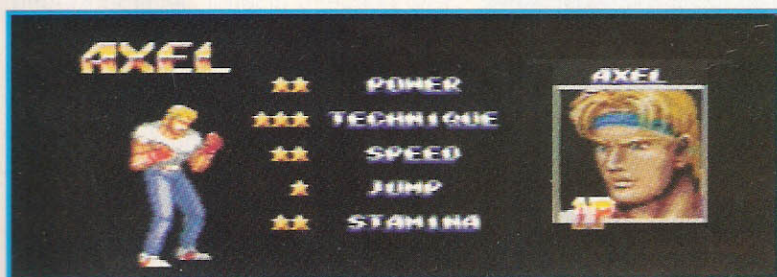 AXEL
★★ POWER
★★★ TECHNIQUE
★★ SPEED
★ JUMP
★★ STAMINA
AXEL
1P